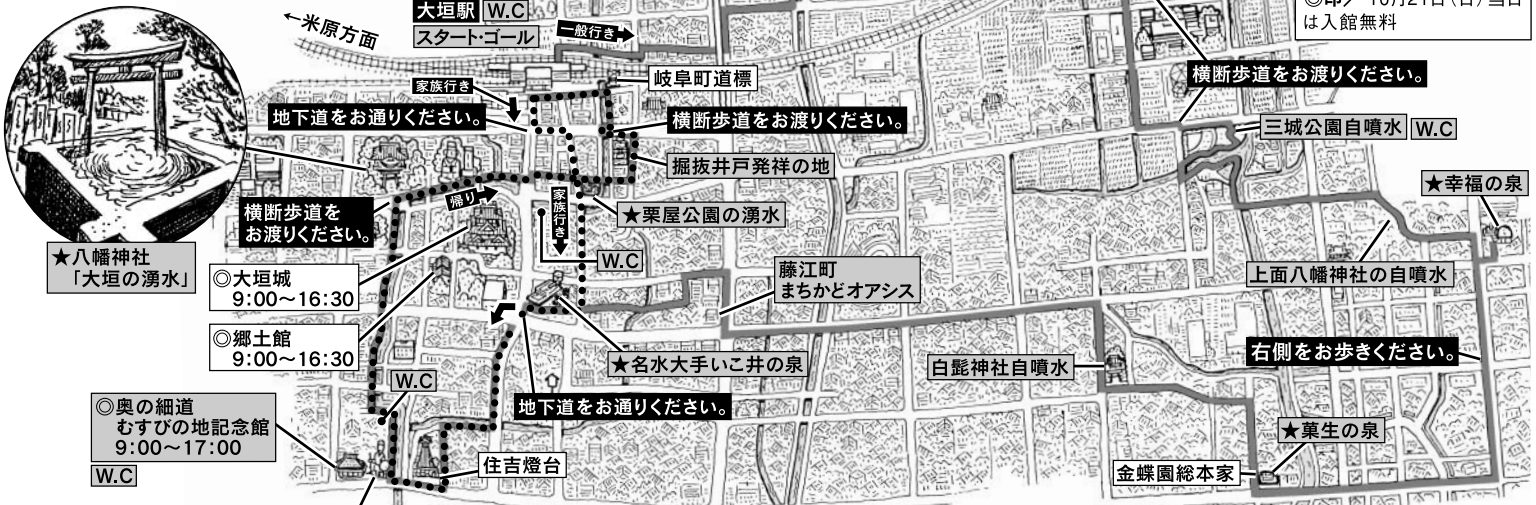 大垣駅 W.C
スタート・ゴール
一般行き
←米原方面
家族行き
岐阜町道標
地下道をお通りください。
横断歩道をお渡りください。
掘抜井戸発祥の地
は入館無料
横断歩道をお渡りください。
三城公園自噴水 W.C
★幸福の泉
横断歩道を
お渡りください。
帰り
家族行き
★栗屋公園の湧水
W.C
★八幡神社
「大垣の湧水」
◎大垣城
9:00〜16:30
藤江町
まちかどオアシス
上面八幡神社の自噴水
◎郷土館
9:00〜16:30
★名水大手いこ井の泉
白髭神社自噴水
右側をお歩きください。
W.C
地下道をお通りください。
◎奥の細道
むすびの地記念館
9:00〜17:00
W.C
住吉燈台
★菓生の泉
金蝶園総本家